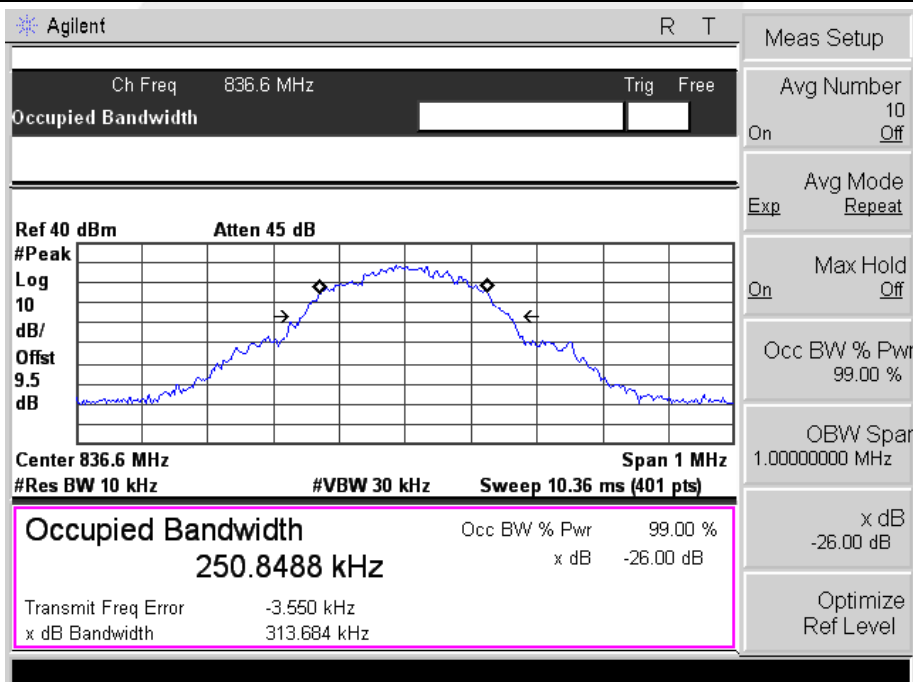 Agilent R T
Ch Freq 836.6 MHz Trig Free
Occupied Bandwidth
Ref 40 dBm Atten 45 dB
#Peak
Log
10
dB/
Offst
9.5
dB
Center 836.6 MHz Span 1 MHz
#Res BW 10 kHz #VBW 30 kHz Sweep 10.36 ms (401 pts)
Occupied Bandwidth
250.8488 kHz
Occ BW % Pwr 99.00 %
x dB -26.00 dB
Transmit Freq Error -3.550 kHz
x dB Bandwidth 313.684 kHz
Meas Setup
Avg Number
10
On Off
Avg Mode
Exp Repeat
Max Hold
On Off
Occ BW % Pwr
99.00 %
OBW Span
1.00000000 MHz
x dB
-26.00 dB
Optimize
Ref Level